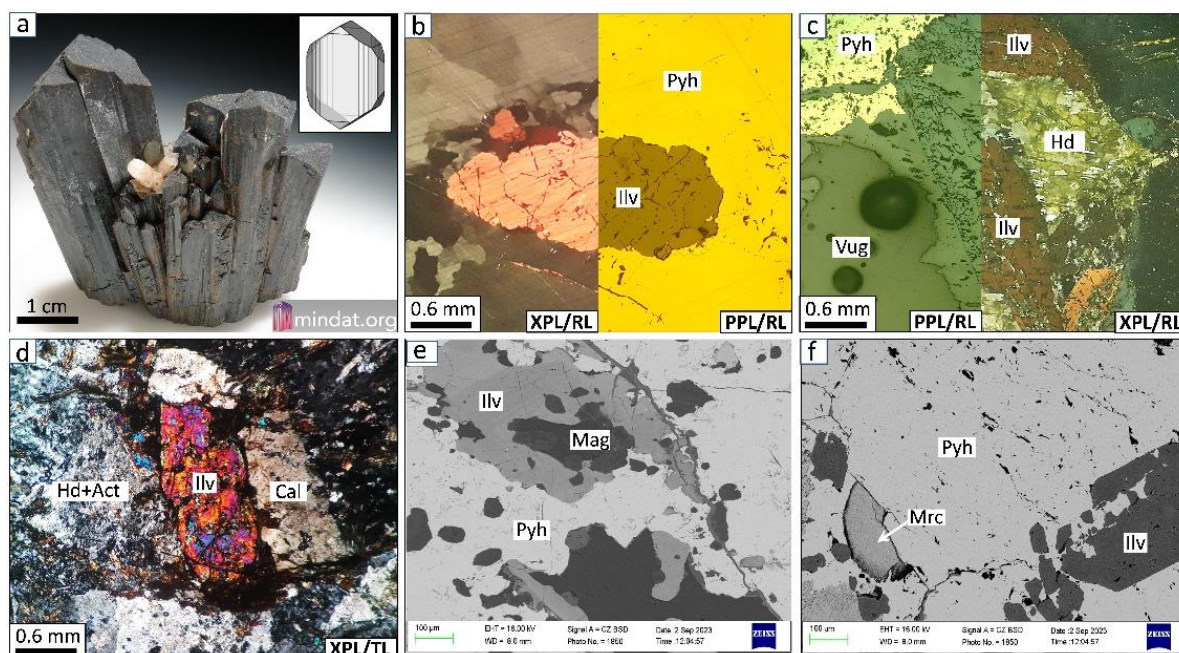 a
1 cm
mindat.org
b
Pyh
Ilv
0.6 mm
XPL/RL
PPL/RL
c
Pyh
Ilv
Hd
Ilv
Vug
0.6 mm
PPL/RL
XPL/RL
d
Hd+Act
Ilv
Cal
0.6 mm
XPL/TL
e
Ilv
Mag
Pyh
100 µm
EHT = 16.00 kV
WD = 8.0 mm
Signal A = CZ BSD
Photo No. = 1850
Date :2 Sep 2023
Time :12:04:57
ZEISS
f
Pyh
Mrc
Ilv
100 µm
EHT = 16.00 kV
WD = 8.0 mm
Signal A = CZ BSD
Photo No. = 1850
Date :2 Sep 2023
Time :12:04:57
ZEISS